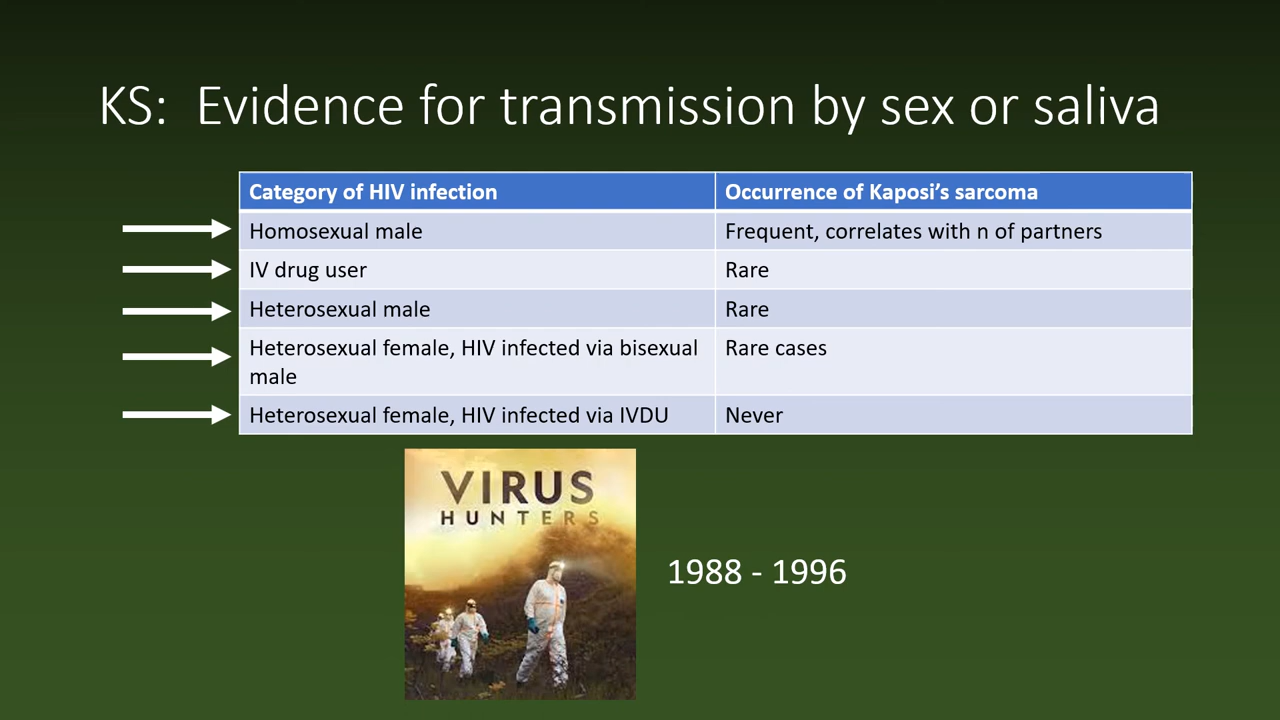 KS: Evidence for transmission by sex or saliva
Category of HIV infection
Occurrence of Kaposi's sarcoma
Homosexual male
Frequent, correlates with n of partners
IV drug user
Rare
Heterosexual male
Rare
Heterosexual female, HIV infected via bisexual
male
Rare cases
Heterosexual female, HIV infected via IVDU
Never
VIRUS
HUNTERS
1988 - 1996